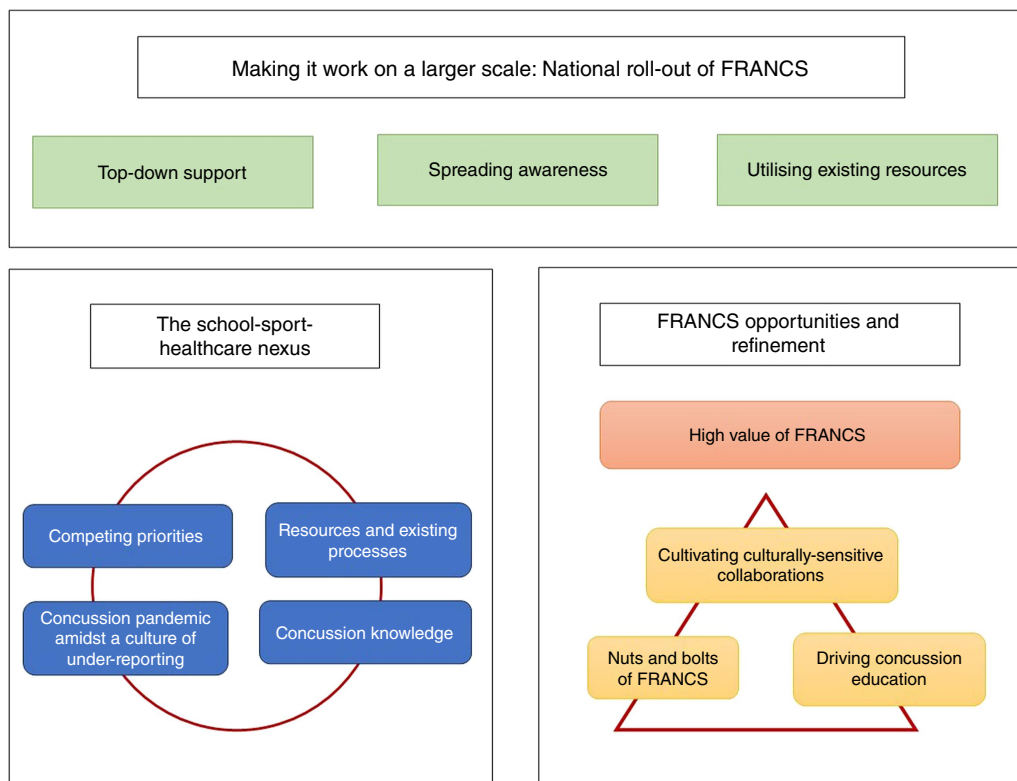 Making it work on a larger scale: National roll-out of FRANCS
Top-down support
Spreading awareness
Utilising existing resources
The school-sport-
healthcare nexus
Competing priorities
Resources and existing
processes
Concussion pandemic
amidst a culture of
under-reporting
Concussion knowledge
FRANCS opportunities and
refinement
High value of FRANCS
Cultivating culturally-sensitive
collaborations
Nuts and bolts
of FRANCS
Driving concussion
education